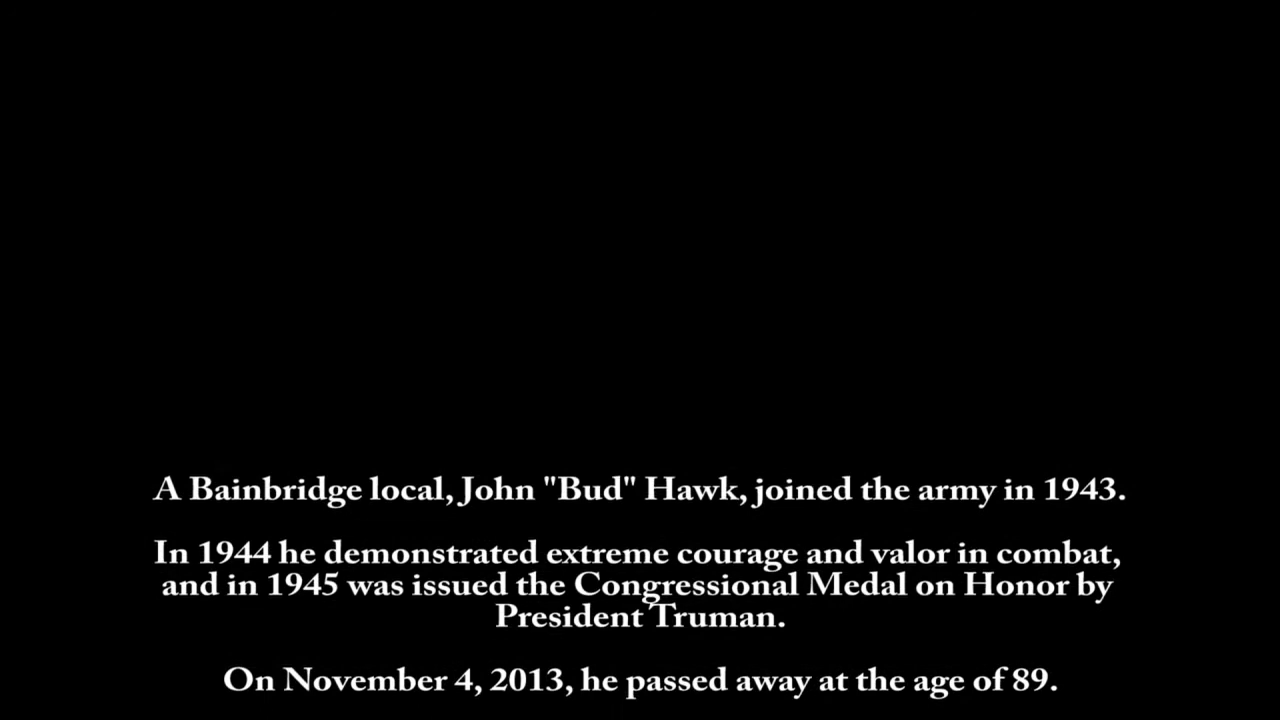 A Bainbridge local, John "Bud" Hawk, joined the army in 1943.
In 1944 he demonstrated extreme courage and valor in combat,
and in 1945 was issued the Congressional Medal on Honor by
President Truman.
On November 4, 2013, he passed away at the age of 89.